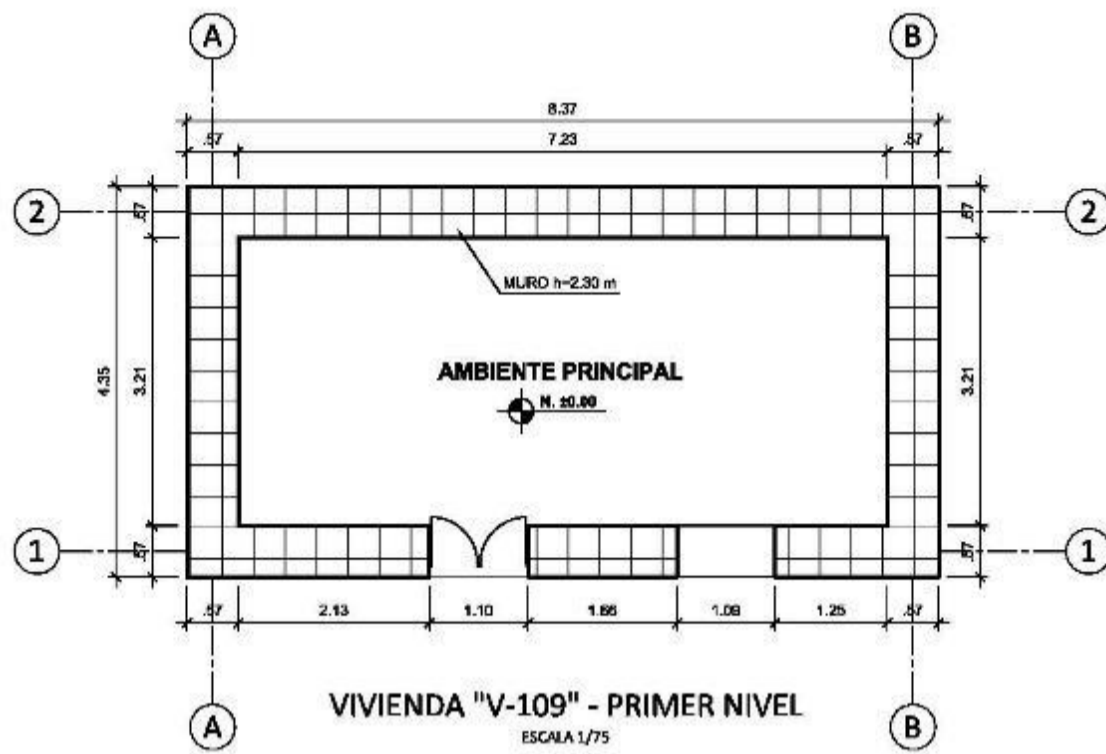 A
B
8.37
.57
7.23
.57
2
.57
.57
2
MURO h=2.30 m
4.35
3.21
AMBIENTE PRINCIPAL
N. ±0.00
3.21
1
.57
.57
1
.57
2.13
1.10
1.66
1.09
1.25
.57
VIVIENDA "V-109" - PRIMER NIVEL
A
B
ESCALA 1/75